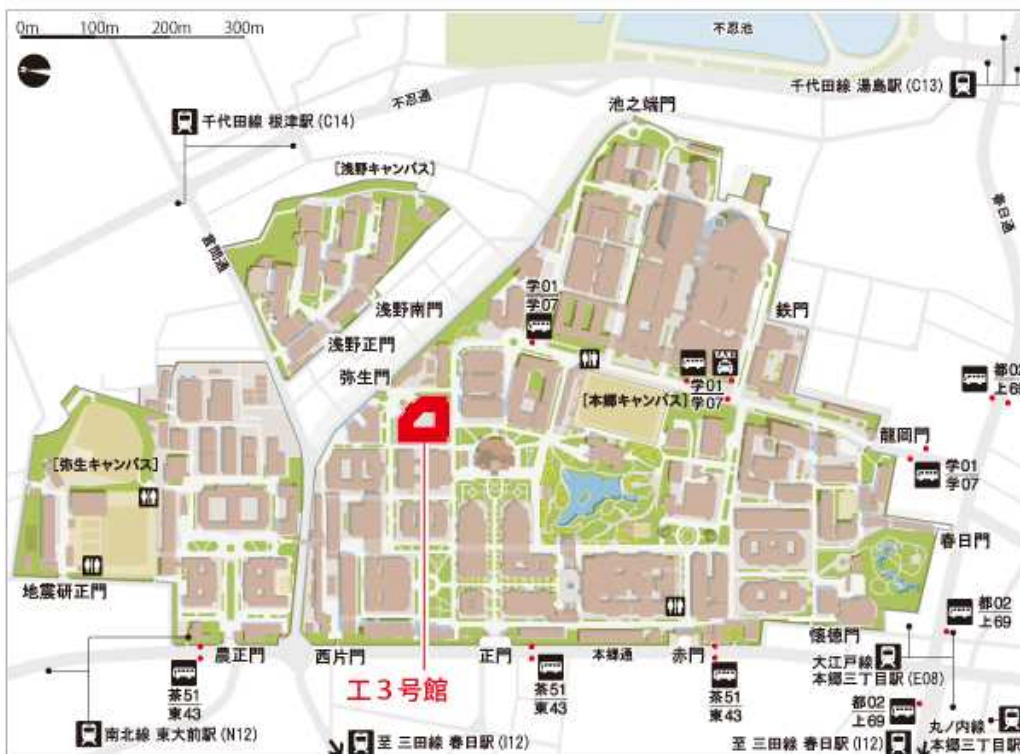 0m 100m 200m 300m
不忍池
千代田線 湯島駅 (C13)
不忍通
池之端門
千代田線 根津駅 (C14)
[浅野キャンパス]
春日通
言問通
学01
学07
浅野南門
鉄門
浅野正門
弥生門
TAXI
学01
学07
[本郷キャンパス]
都02
上69
龍岡門
[弥生キャンパス]
学01
学07
春日門
地震研正門
都02
上69
懐徳門
農正門
西片門
正門
本郷通
赤門
大江戸線
本郷三丁目駅 (E08)
工3号館
茶51
東43
茶51
東43
茶51
東43
都02
上69
丸ノ内線
本郷三丁目駅
南北線 東大前駅 (N12)
至 三田線 春日駅 (I12)
至 三田線 春日駅 (I12)